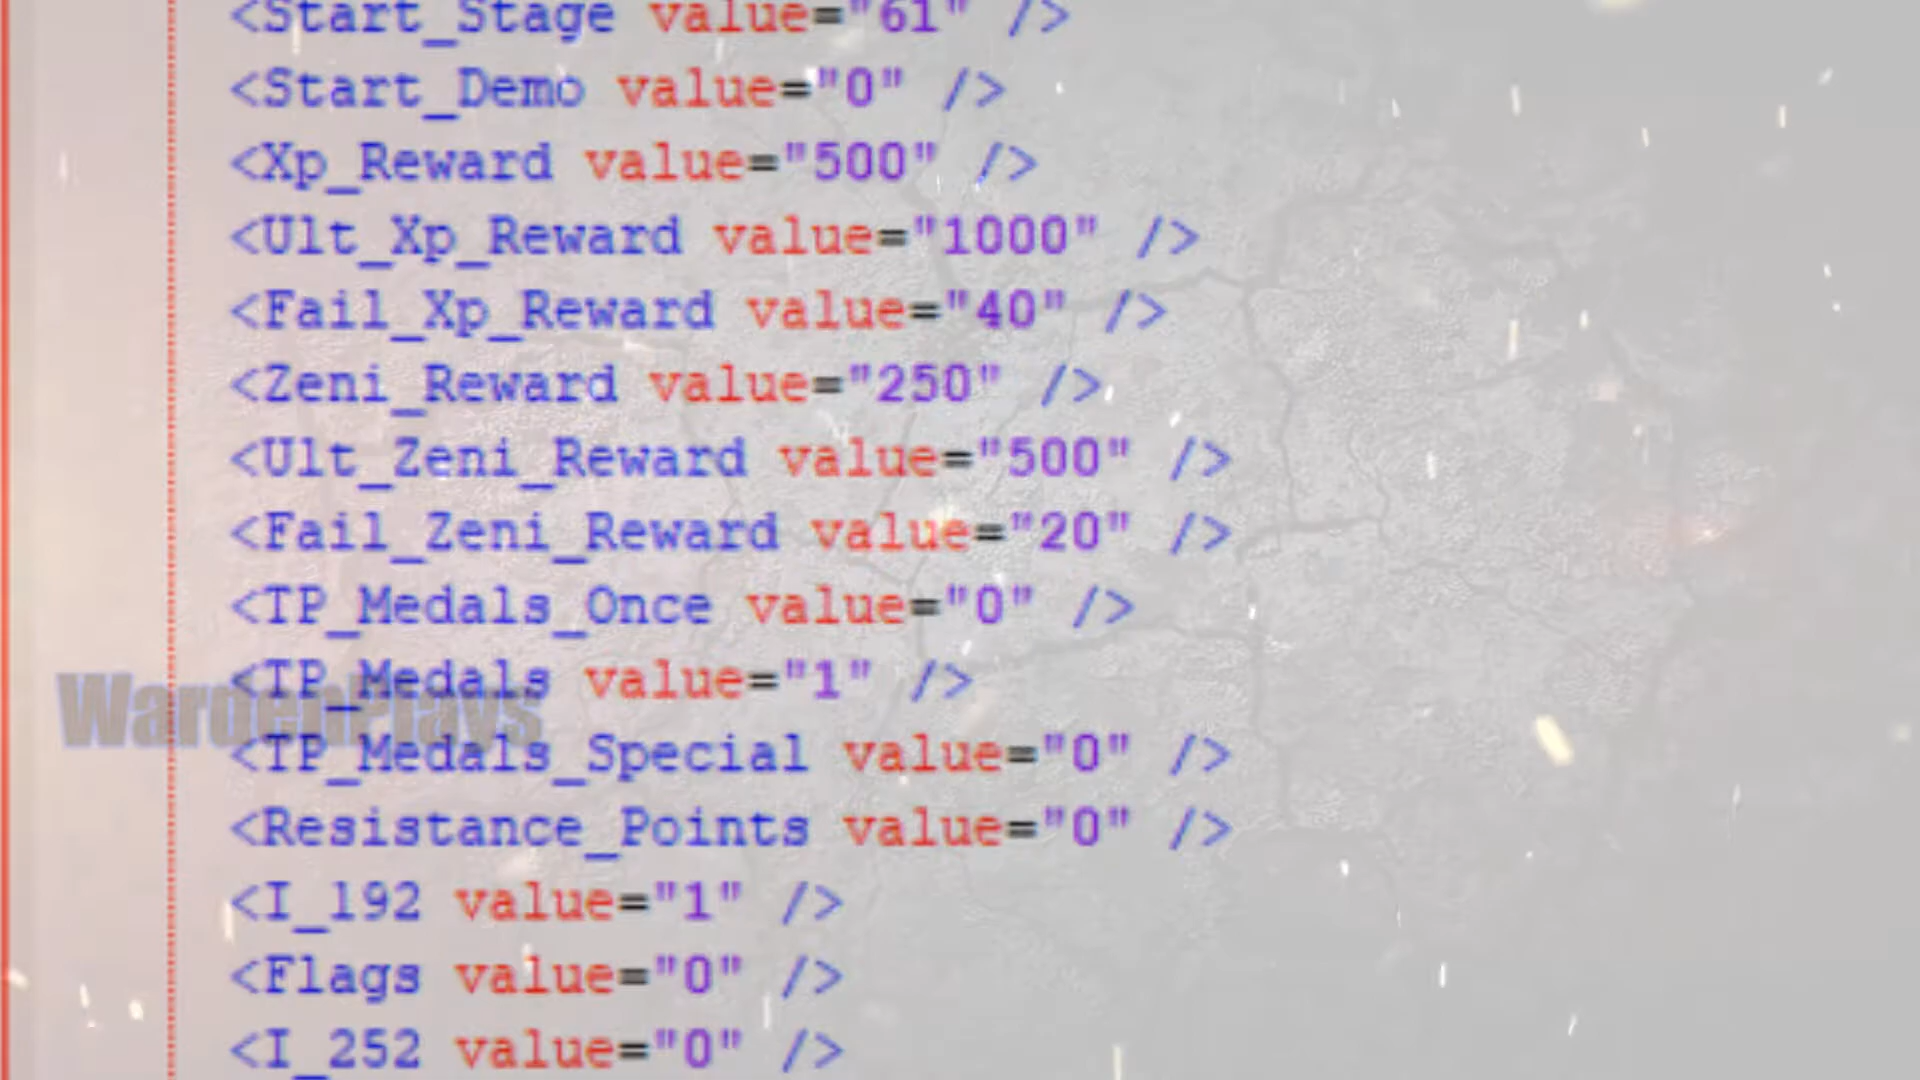 <Start_Stage value="61" />
<Start_Demo value="0" />
<Xp_Reward value="500" />
<Ult_Xp_Reward value="1000" />
<Fail_Xp_Reward value="40" />
<Zeni_Reward value="250" />
<Ult_Zeni_Reward value="500" />
<Fail_Zeni_Reward value="20" />
<TP_Medals_Once value="0" />
<TP_Medals value="1" />
WardenPlays
<TP_Medals_Special value="0" />
<Resistance_Points value="0" />
<I_192 value="1" />
<Flags value="0" />
<I_252 value="0" />